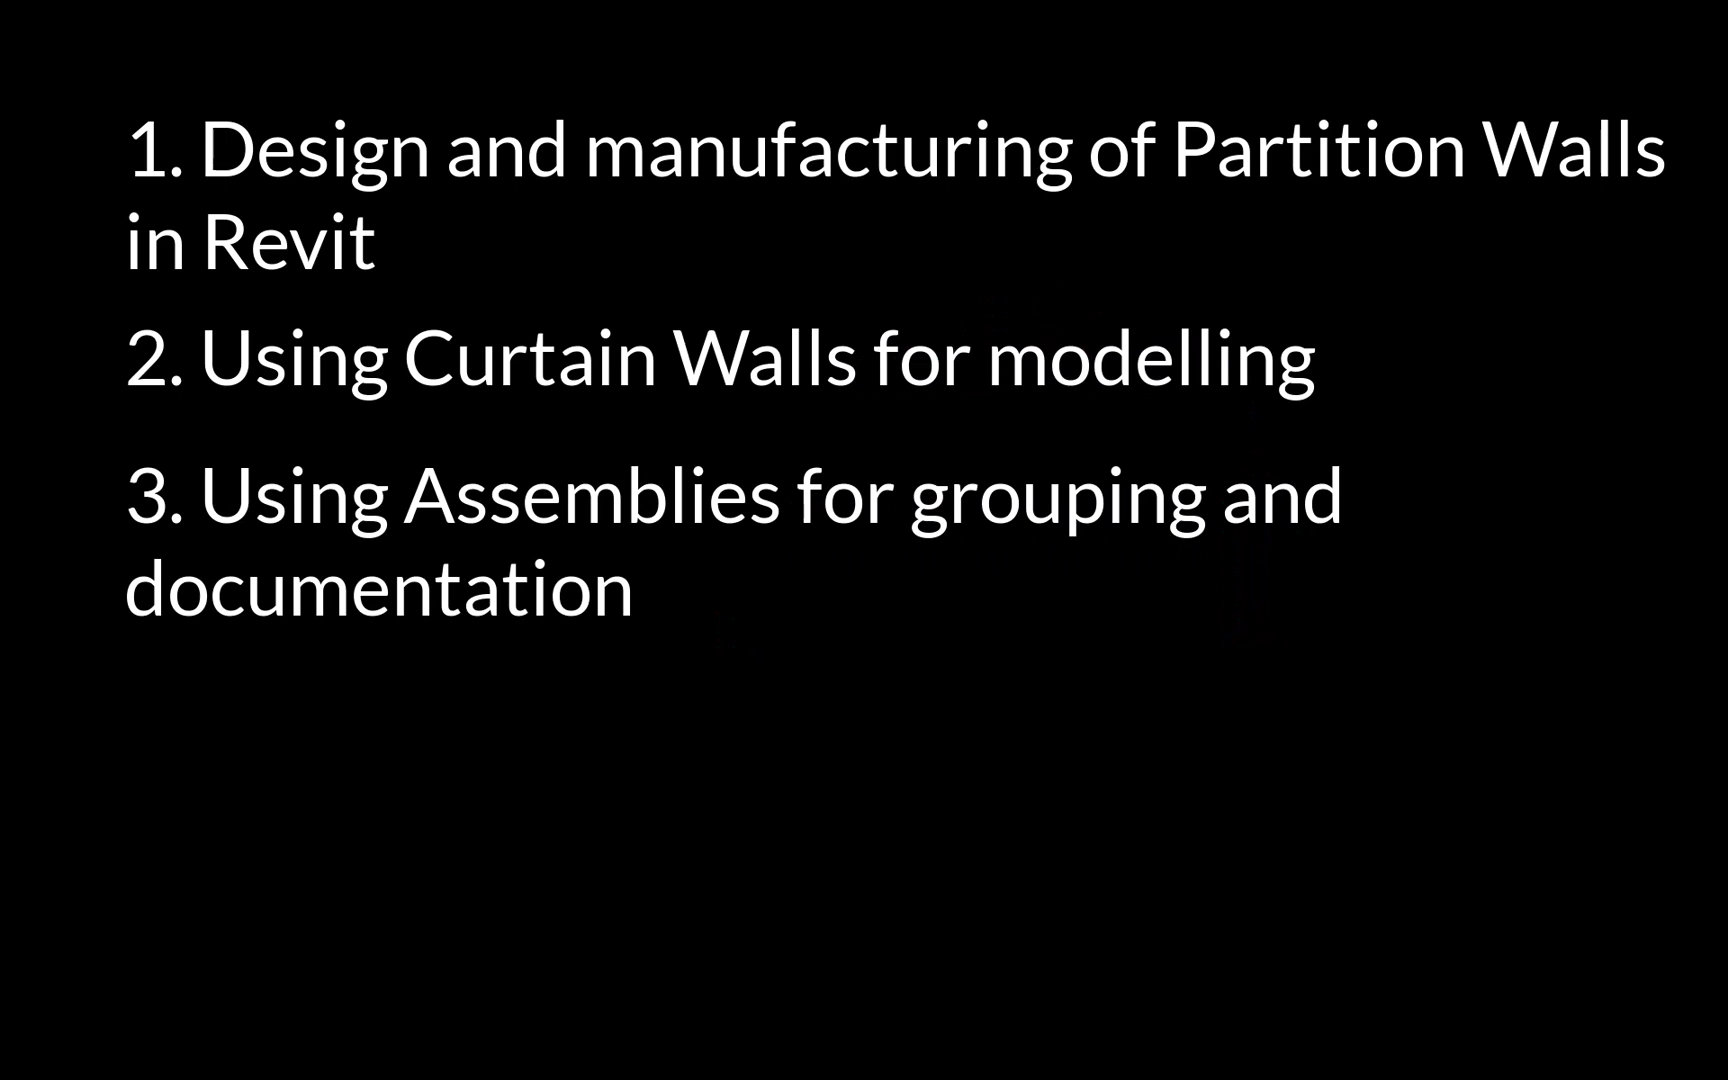 1. Design and manufacturing of Partition Walls
in Revit
2. Using Curtain Walls for modelling
3. Using Assemblies for grouping and
documentation